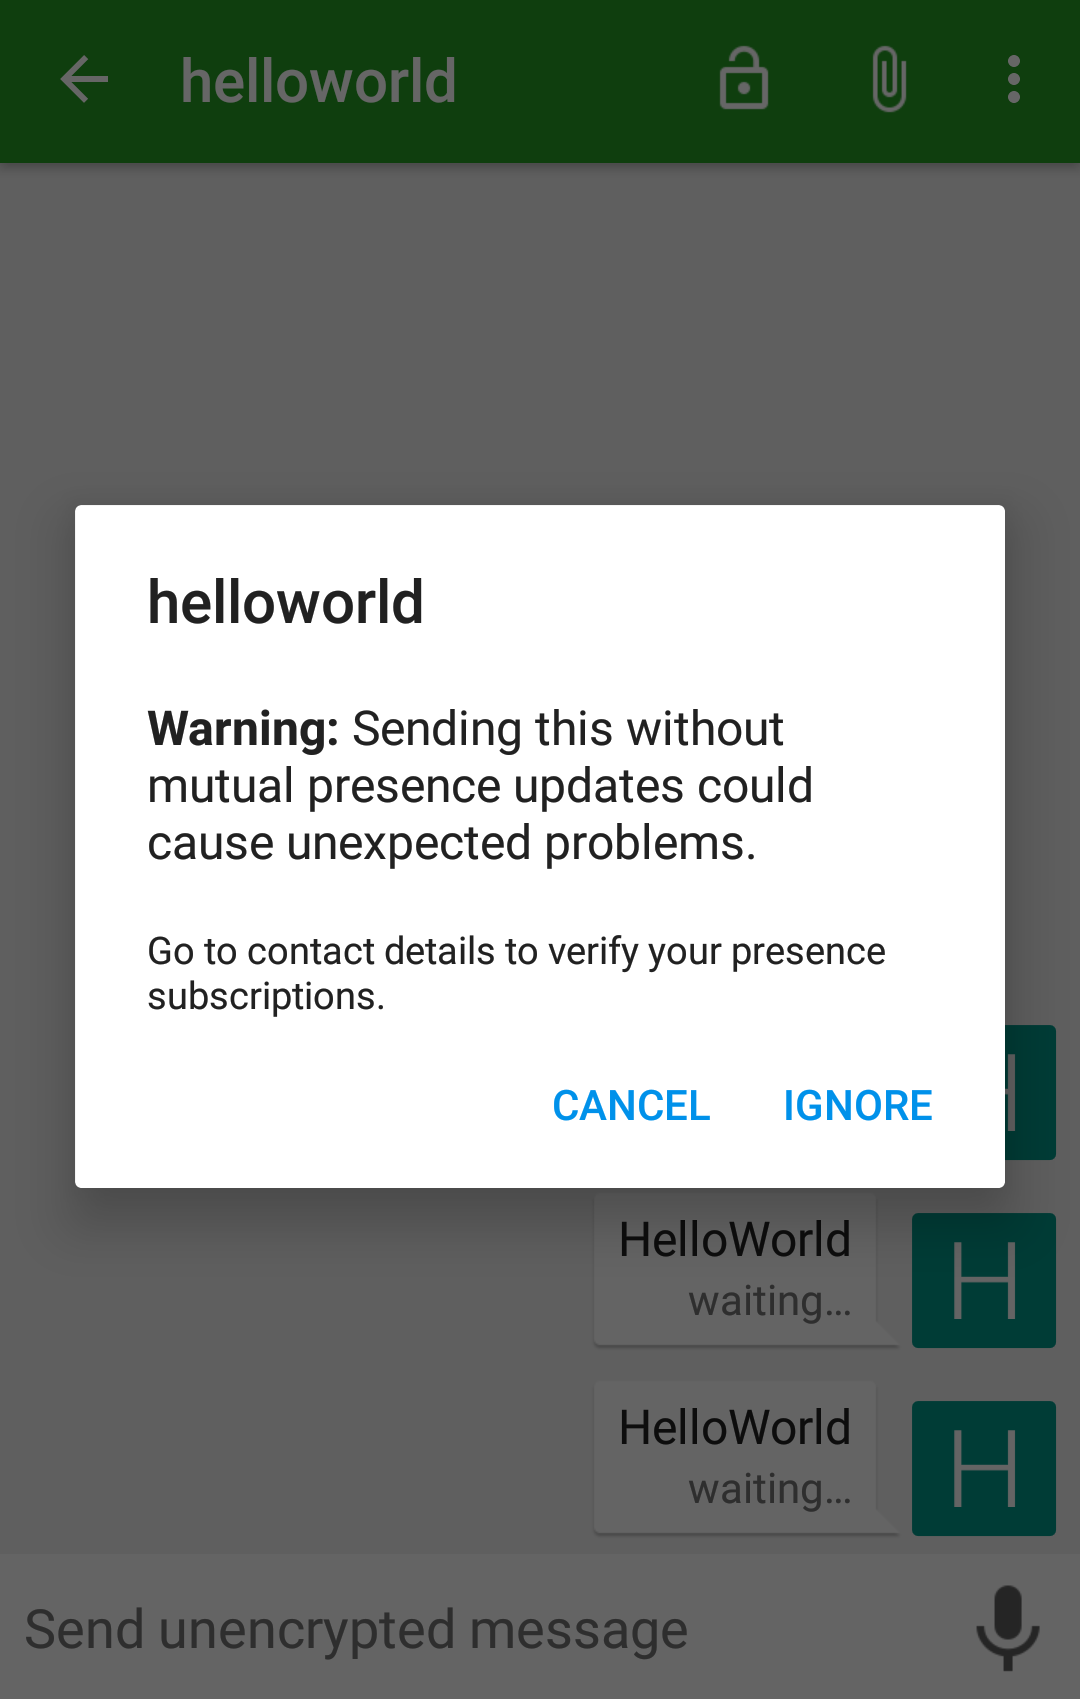 helloworld
helloworld
Warning: Sending this without
mutual presence updates could
cause unexpected problems.
Go to contact details to verify your presence
subscriptions.
CANCEL IGNORE
H
HelloWorld
waiting...
H
HelloWorld
waiting...
H
Send unencrypted message